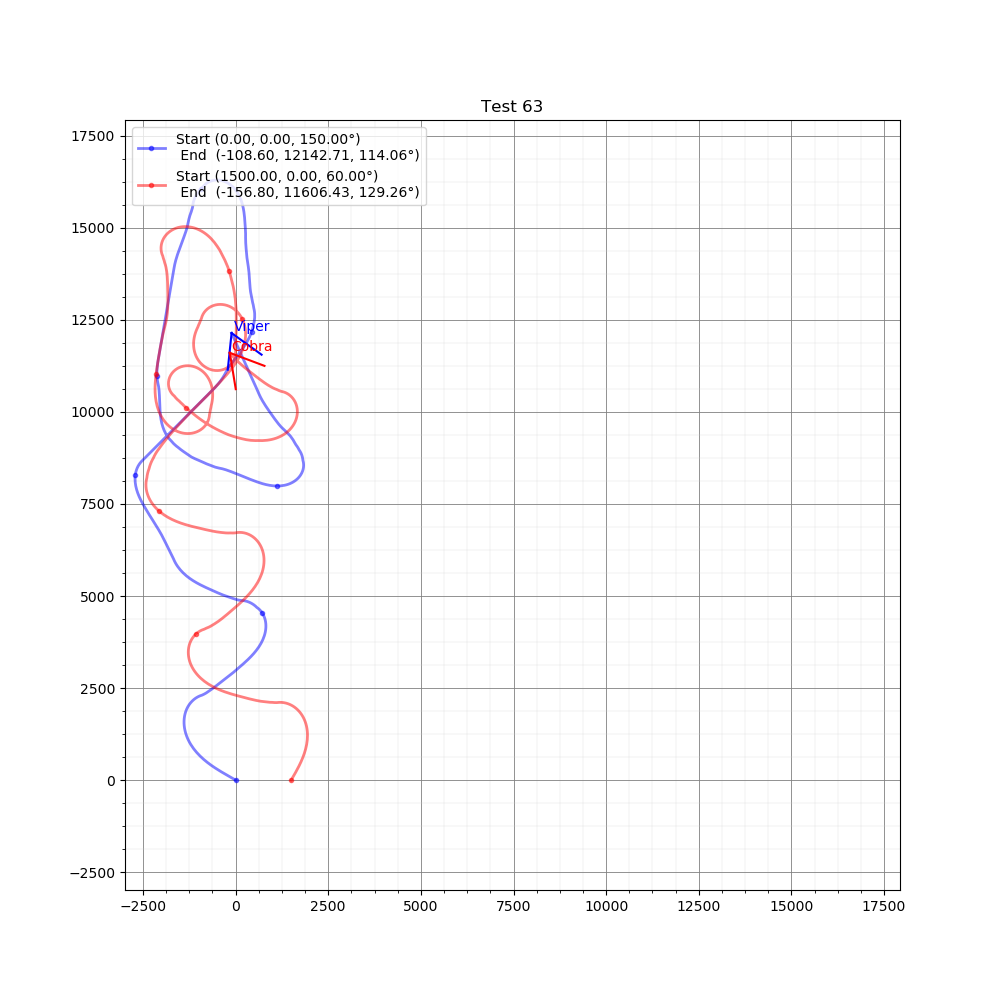 Test 63
Start (0.00, 0.00, 150.00°)
End (-108.60, 12142.71, 114.06°)
Start (1500.00, 0.00, 60.00°)
End (-156.80, 11606.43, 129.26°)
17500
15000
12500
10000
7500
5000
2500
0
−2500
Viper
Cobra
−2500 0 2500 5000 7500 10000 12500 15000 17500